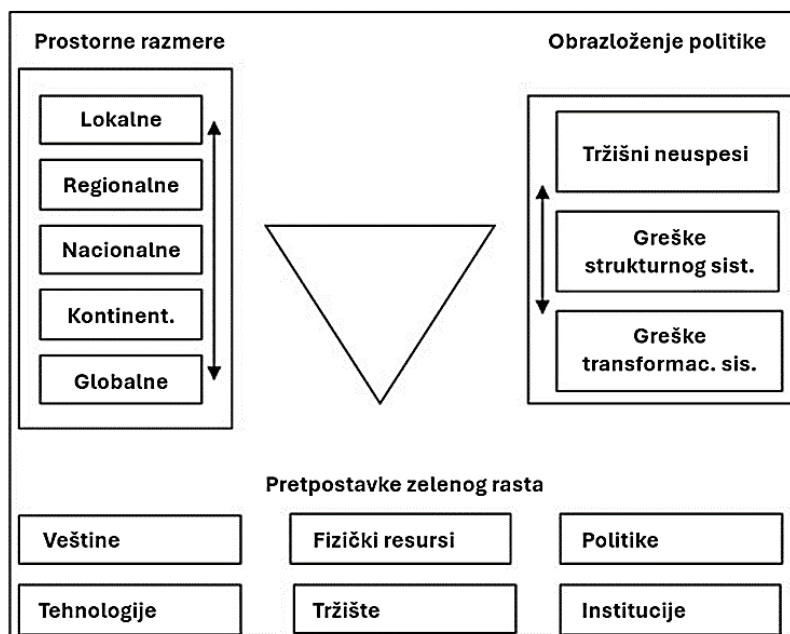 Prostorne razmere
Obrazloženje politike
Lokalne
Regionalne
Nacionalne
Kontinent.
Globalne
Tržišni neuspesi
Greške
strukturnog sist.
Greške
transformac. sis.
Pretpostavke zelenog rasta
Veštine
Fizički resursi
Politike
Tehnologije
Tržište
Institucije